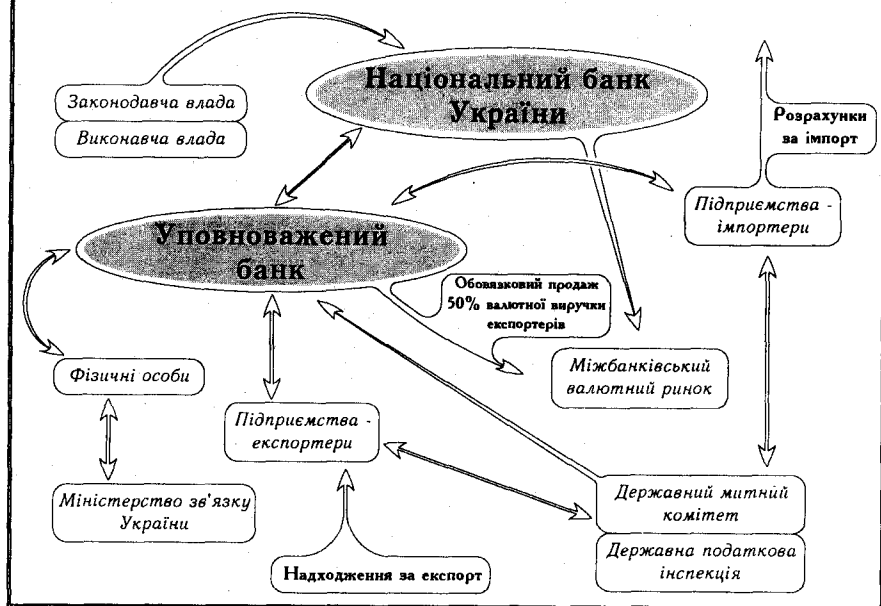 Національний банк
України
Законодавча влада
Виконавча влада
Розрахунки
за імпорт
Підприємства -
імпортери
Уповноважений
банк
Обовязковий продаж
50% валютної виручки
експортерів
Міжбанківський
валютний ринок
Фізичні особи
Підприємства -
експортери
Міністерство зв'язку
України
Державний митний
комітет
Державна податкова
інспекція
Надходження за експорт